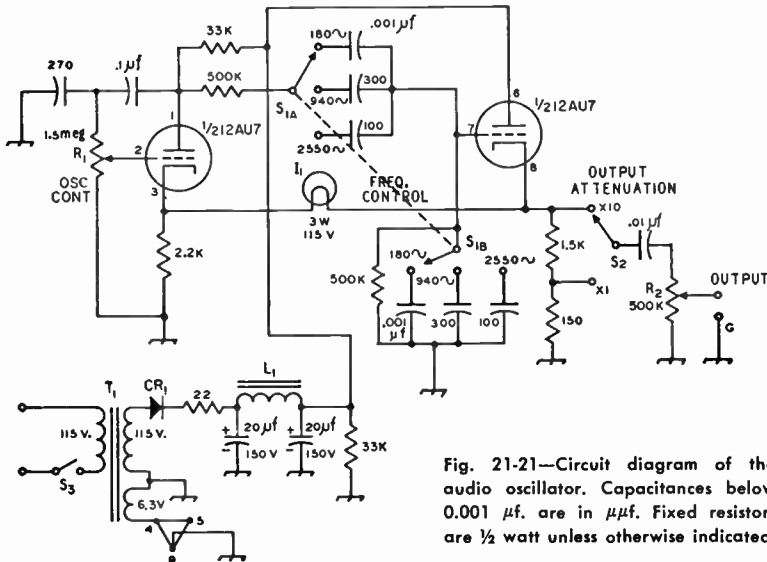 33K
.001 µf
180~
270
.1µf
500K
S1A
940~
300
2550~
100
1
6
½12AU7
1.5meg
R1
2
½12AU7
7
8
OSC
CONT
3
I1
3W
115 V
FREQ.
CONTROL
OUTPUT
ATTENUATION
X10
.01µf
S2
1.5K
2.2K
S1B
180~
940~
2550~
500K
.001
µf
300
100
X1
150
R2
500K
OUTPUT
G
T1
CR1
22
L1
115 V.
115V.
+
20µf
-
150V
+
20µf
-
150V
33K
S3
6.3V
4
5
9
Fig. 21-21—Circuit diagram of the
audio oscillator. Capacitances below
0.001 µf. are in µµf. Fixed resistor
are ½ watt unless otherwise indicated